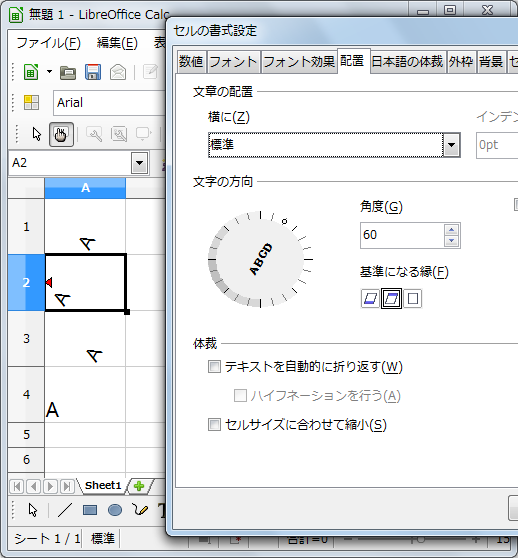 無題 1 - LibreOffice Calc
ファイル(F) 編集(E)
Arial
A2
A
1
A
2
A
3
A
4
A
5
6
Sheet1
シート 1 / 1 標準
合計=0
セルの書式設定
数値 フォント フォント効果 配置 日本語の体裁 外枠 背景
文章の配置
横に(Z)
インデン
標準
0pt
文字の方向
角度(G)
ABCD
60
基準になる縁(F)
体裁
テキストを自動的に折り返す(W)
ハイフネーションを行う(A)
セルサイズに合わせて縮小(S)